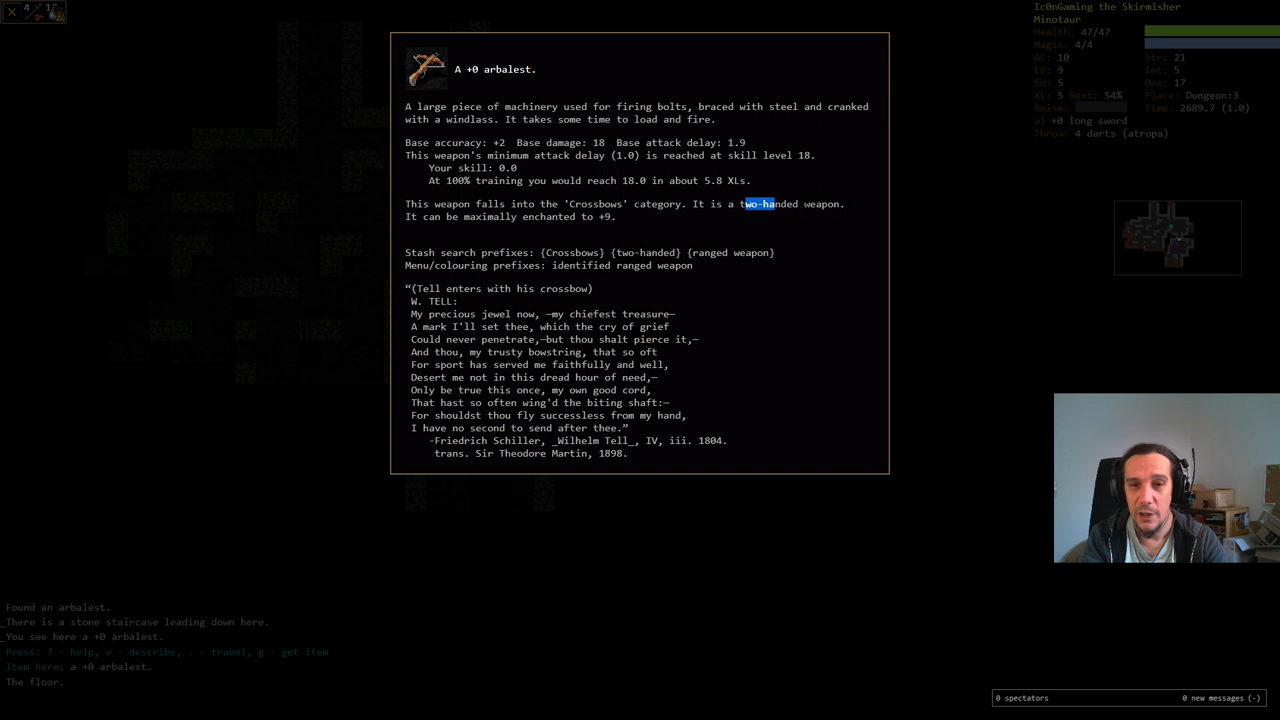 4
Ic0nGaming the Skirmisher
Minotaur
Health: 47/47
Magic: 4/4
AC: 10 Str: 21
EV: 9 Int: 5
SH: 5 Dex: 17
XL: 5 Next: 54% Place: Dungeon:3
Noise: Time: 2689.7 (1.0)
a) +0 long sword
Throw: 4 darts (atropa)
A +0 arbalest.
A large piece of machinery used for firing bolts, braced with steel and cranked
with a windlass. It takes some time to load and fire.
Base accuracy: +2 Base damage: 18 Base attack delay: 1.9
This weapon's minimum attack delay (1.0) is reached at skill level 18.
Your skill: 0.0
At 100% training you would reach 18.0 in about 5.8 XLs.
This weapon falls into the 'Crossbows' category. It is a two-handed weapon.
It can be maximally enchanted to +9.
Stash search prefixes: {Crossbows} {two-handed} {ranged weapon}
Menu/colouring prefixes: identified ranged weapon
“(Tell enters with his crossbow)
W. TELL:
My precious jewel now, —my chiefest treasure—
A mark I'll set thee, which the cry of grief
Could never penetrate,—but thou shalt pierce it,—
And thou, my trusty bowstring, that so oft
For sport has served me faithfully and well,
Desert me not in this dread hour of need,—
Only be true this once, my own good cord,
That hast so often wing'd the biting shaft:—
For shouldst thou fly successless from my hand,
I have no second to send after thee.”
-Friedrich Schiller, _Wilhelm Tell_, IV, iii. 1804.
trans. Sir Theodore Martin, 1898.
Found an arbalest.
_There is a stone staircase leading down here.
_You see here a +0 arbalest.
Press: ? - help, v - describe, . - travel, g - get item
Item here: a +0 arbalest.
The floor.
0 spectators 0 new messages (-)